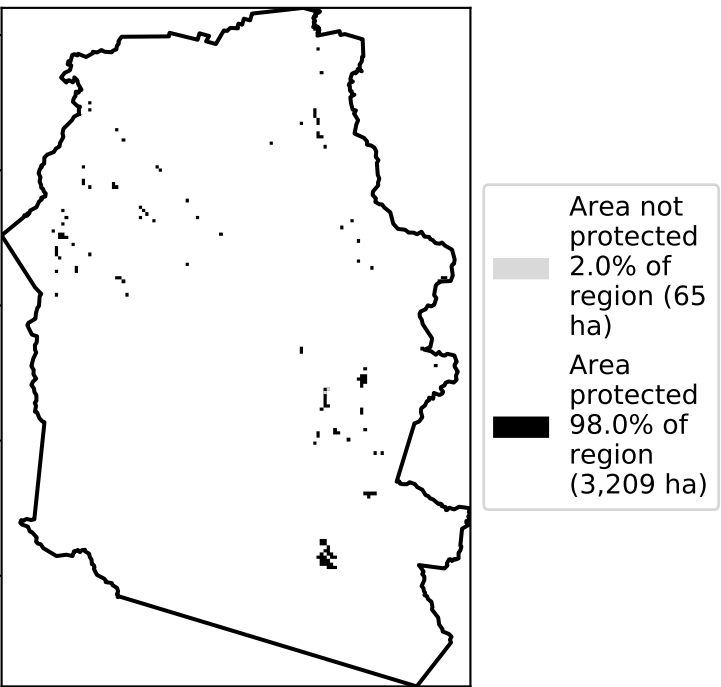 Area not
protected
2.0% of
region (65
ha)
Area
protected
98.0% of
region
(3,209 ha)